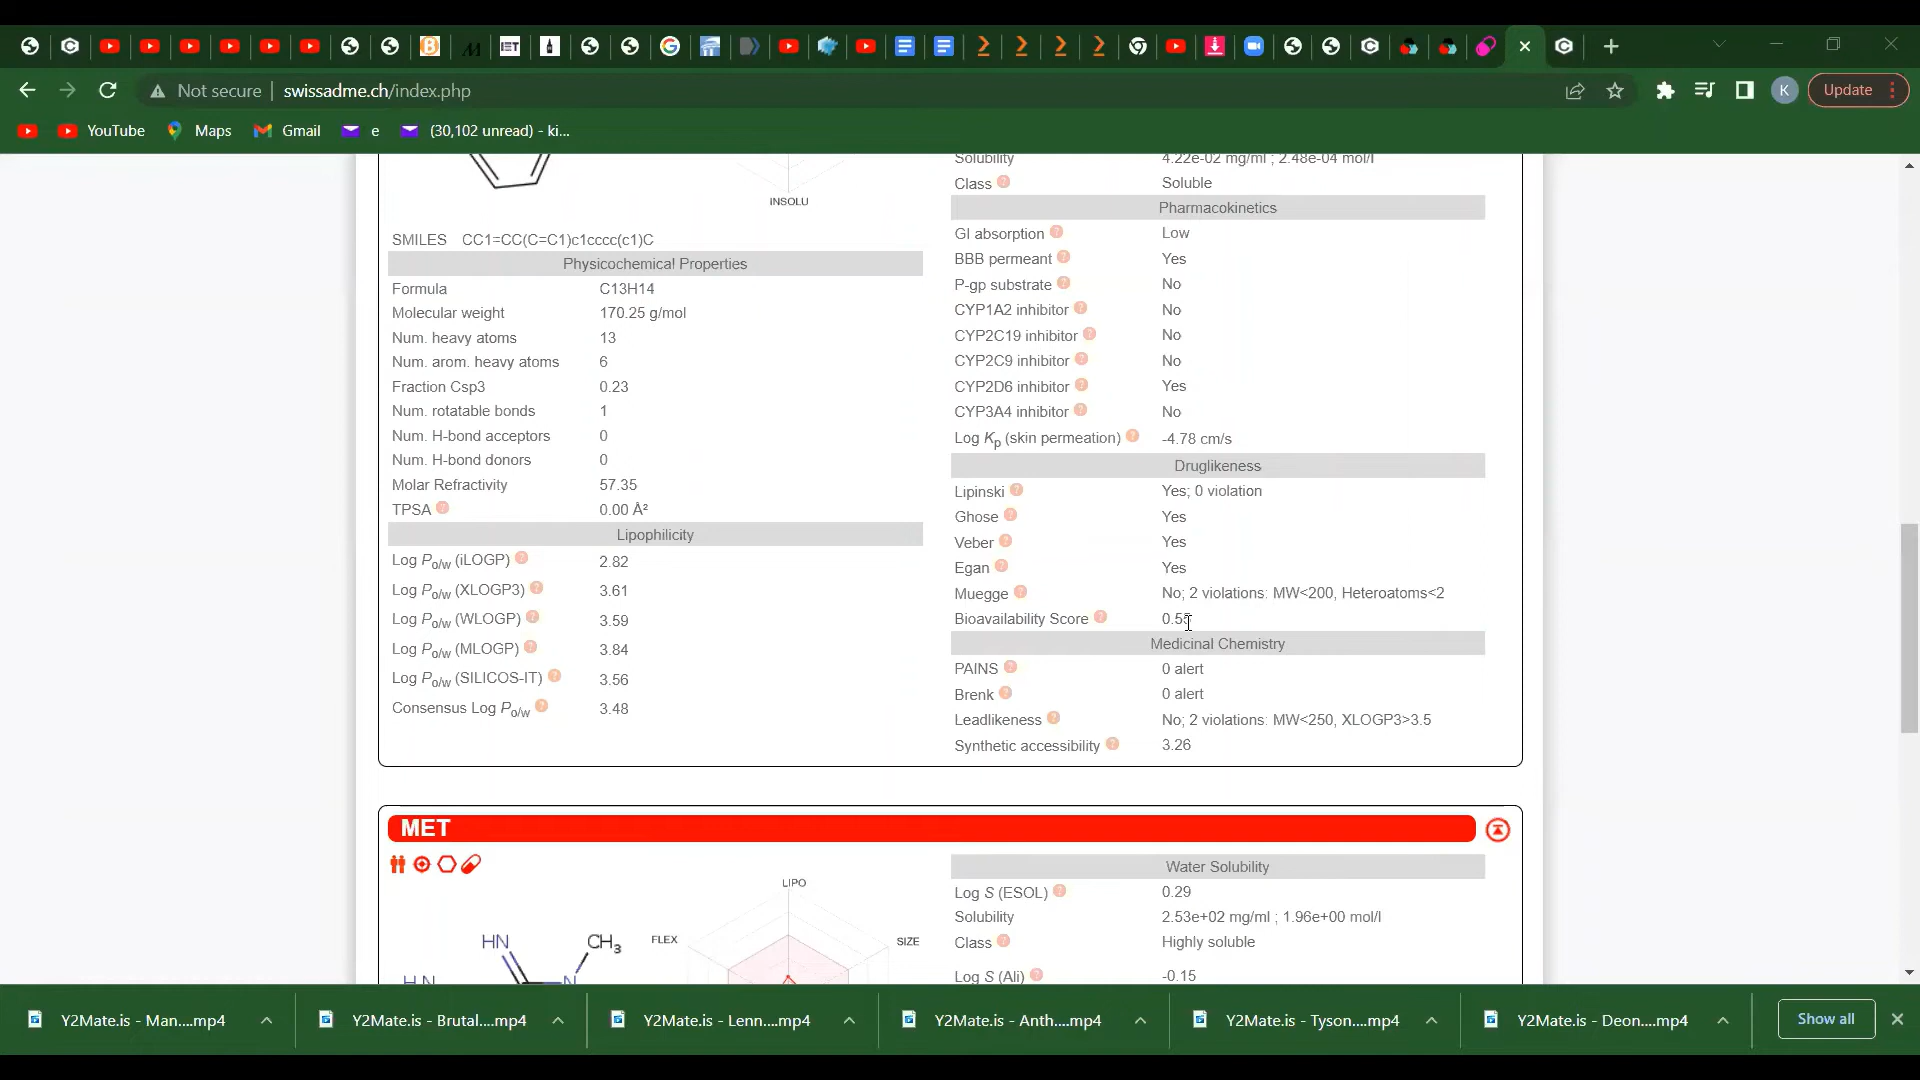 Not secure | swissadme.ch/index.php
K
Update
YouTube
Maps
Gmail
e
(30,102 unread) - ki...
INSOLU
SMILES CC1=CC(C=C1)c1cccc(c1)C
Physicochemical Properties
Formula C13H14
Molecular weight 170.25 g/mol
Num. heavy atoms 13
Num. arom. heavy atoms 6
Fraction Csp3 0.23
Num. rotatable bonds 1
Num. H-bond acceptors 0
Num. H-bond donors 0
Molar Refractivity 57.35
TPSA 0.00 Å²
Lipophilicity
Log Po/w (iLOGP) 2.82
Log Po/w (XLOGP3) 3.61
Log Po/w (WLOGP) 3.59
Log Po/w (MLOGP) 3.84
Log Po/w (SILICOS-IT) 3.56
Consensus Log Po/w 3.48
Solubility 4.22e-02 mg/ml ; 2.48e-04 mol/l
Class Soluble
Pharmacokinetics
GI absorption Low
BBB permeant Yes
P-gp substrate No
CYP1A2 inhibitor No
CYP2C19 inhibitor No
CYP2C9 inhibitor No
CYP2D6 inhibitor Yes
CYP3A4 inhibitor No
Log Kp (skin permeation) -4.78 cm/s
Druglikeness
Lipinski Yes; 0 violation
Ghose Yes
Veber Yes
Egan Yes
Muegge No; 2 violations: MW<200, Heteroatoms<2
Bioavailability Score 0.55
Medicinal Chemistry
PAINS 0 alert
Brenk 0 alert
Leadlikeness No; 2 violations: MW<250, XLOGP3>3.5
Synthetic accessibility 3.26
MET
LIPO
FLEX
SIZE
HN
CH3
N
Water Solubility
Log S (ESOL) 0.29
Solubility 2.53e+02 mg/ml ; 1.96e+00 mol/l
Class Highly soluble
Log S (Ali) -0.15
Y2Mate.is - Man....mp4
Y2Mate.is - Brutal....mp4
Y2Mate.is - Lenn....mp4
Y2Mate.is - Anth....mp4
Y2Mate.is - Tyson....mp4
Y2Mate.is - Deon....mp4
Show all